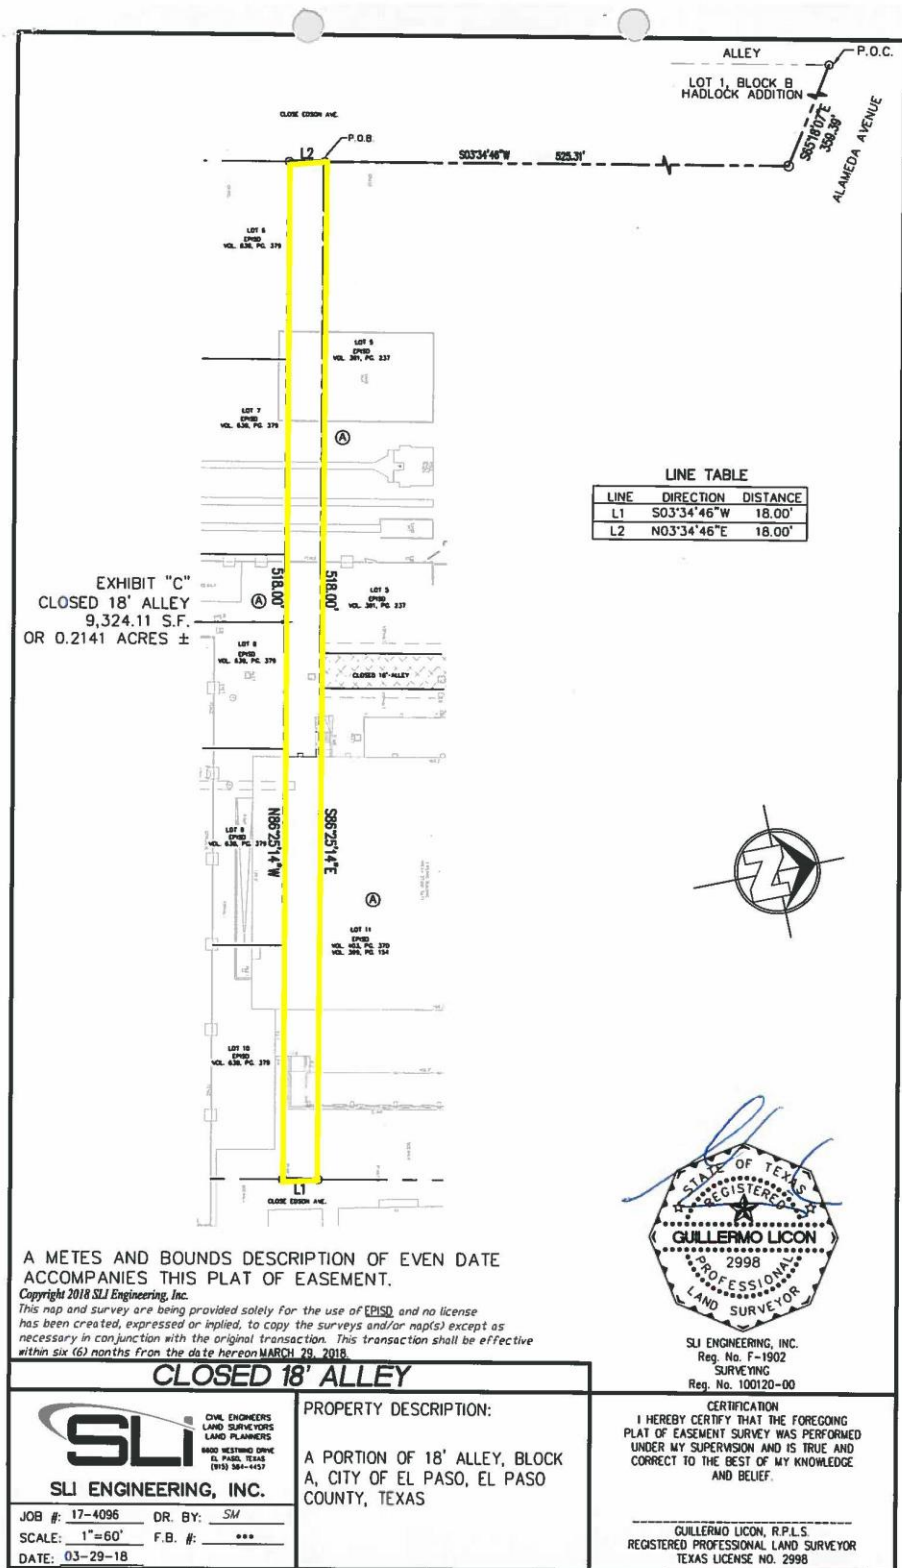 ALLEY
P.O.C.
LOT 1, BLOCK B
HADLOCK ADDITION
S65°18'07"E
359.39'
ALAMEDA AVENUE
CLOSE EDSON AVE.
L2
P.O.B.
S03°34'46"W 525.31'
LOT 6
EPISD
VOL. 638, PG. 379
LOT 5
EPISD
VOL. 381, PG. 237
LOT 7
EPISD
VOL. 638, PG. 379
A
LINE TABLE
LINE DIRECTION DISTANCE
L1 S03°34'46"W 18.00'
L2 N03°34'46"E 18.00'
EXHIBIT "C"
CLOSED 18' ALLEY
9,324.11 S.F.
OR 0.2141 ACRES ±
A
518.00'
518.00'
LOT 5
EPISD
VOL. 381, PG. 237
LOT 8
EPISD
VOL. 638, PG. 379
CLOSED 16'-ALLEY
N86°25'14"W
S86°25'14"E
LOT 9
EPISD
VOL. 638, PG. 379
A
LOT 11
EPISD
VOL. 403, PG. 370
VOL. 399, PG. 154
LOT 10
EPISD
VOL. 638, PG. 379
L1
CLOSE EDSON AVE.
Z
STATE OF TEXAS
REGISTERED
GUILLERMO LICON
2998
PROFESSIONAL
LAND SURVEYOR
SLI ENGINEERING, INC.
Reg. No. F-1902
SURVEYING
Reg. No. 100120-00
A METES AND BOUNDS DESCRIPTION OF EVEN DATE
ACCOMPANIES THIS PLAT OF EASEMENT.
Copyright 2018 SLI Engineering, Inc.
This map and survey are being provided solely for the use of EPISD and no license
has been created, expressed or implied, to copy the surveys and/or map(s) except as
necessary in conjunction with the original transaction. This transaction shall be effective
within six (6) months from the date hereon MARCH 29, 2018.
CLOSED 18' ALLEY
SLI
CIVIL ENGINEERS
LAND SURVEYORS
LAND PLANNERS
6600 WESTWIND DRIVE
EL PASO, TEXAS
(915) 584-4457
SLI ENGINEERING, INC.
JOB #: 17-4096 DR. BY: SM
SCALE: 1"=60' F.B. #: ***
DATE: 03-29-18
PROPERTY DESCRIPTION:
A PORTION OF 18' ALLEY, BLOCK
A, CITY OF EL PASO, EL PASO
COUNTY, TEXAS
CERTIFICATION
I HEREBY CERTIFY THAT THE FOREGOING
PLAT OF EASEMENT SURVEY WAS PERFORMED
UNDER MY SUPERVISION AND IS TRUE AND
CORRECT TO THE BEST OF MY KNOWLEDGE
AND BELIEF.
GUILLERMO LICON, R.P.L.S.
REGISTERED PROFESSIONAL LAND SURVEYOR
TEXAS LICENSE NO. 2998